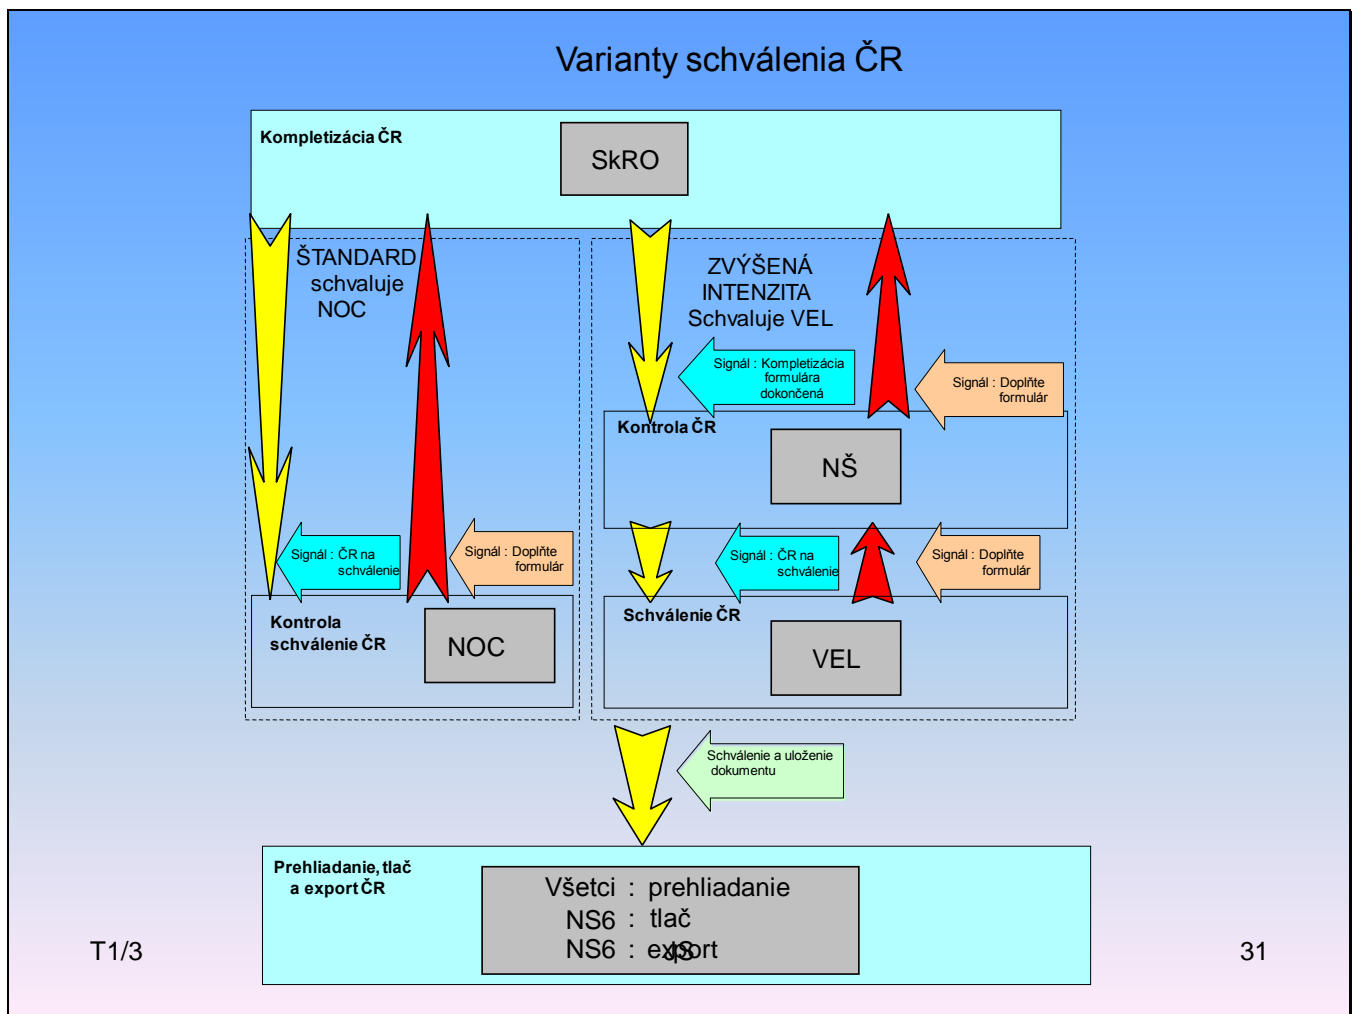 Varianty schválenia ČR
Kompletizácia ČR
SkRO
ŠTANDARD
schvaluje
NOC
ZVÝŠENÁ
INTENZITA
Schvaluje VEL
Signál : Kompletizácia
formulára
dokončená
Signál : Doplňte
formulár
Kontrola ČR
NŠ
Signál : ČR na
schválenie
Signál : Doplňte
formulár
Signál : ČR na
schválenie
Signál : Doplňte
formulár
Kontrola
schválenie ČR
NOC
Schválenie ČR
VEL
Schválenie a uloženie
dokumentu
Prehliadanie, tlač
a export ČR
Všetci : prehliadanie
NS6 : tlač
NS6 : export
T1/3
31